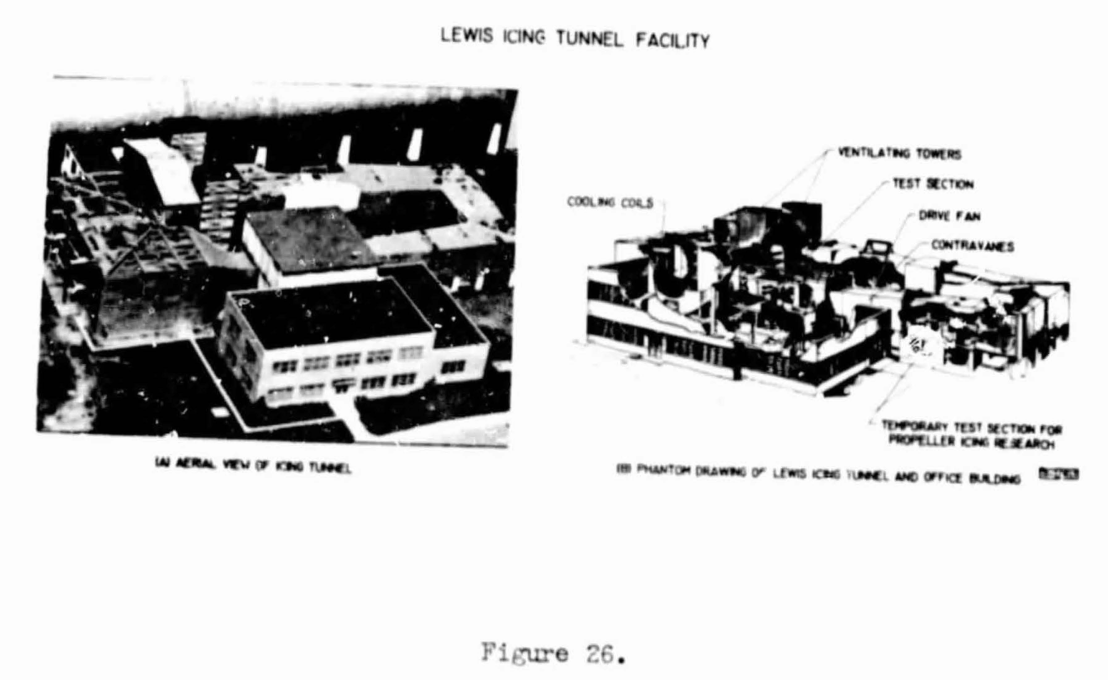 LEWIS ICING TUNNEL FACILITY
VENTILATING TOWERS
TEST SECTION
COOLING COILS
DRIVE FAN
CONTRAVANES
TEMPORARY TEST SECTION FOR
PROPELLER ICING RESEARCH
(A) AERIAL VIEW OF ICING TUNNEL
(B) PHANTOM DRAWING OF LEWIS ICING TUNNEL AND OFFICE BUILDING
Figure 26.